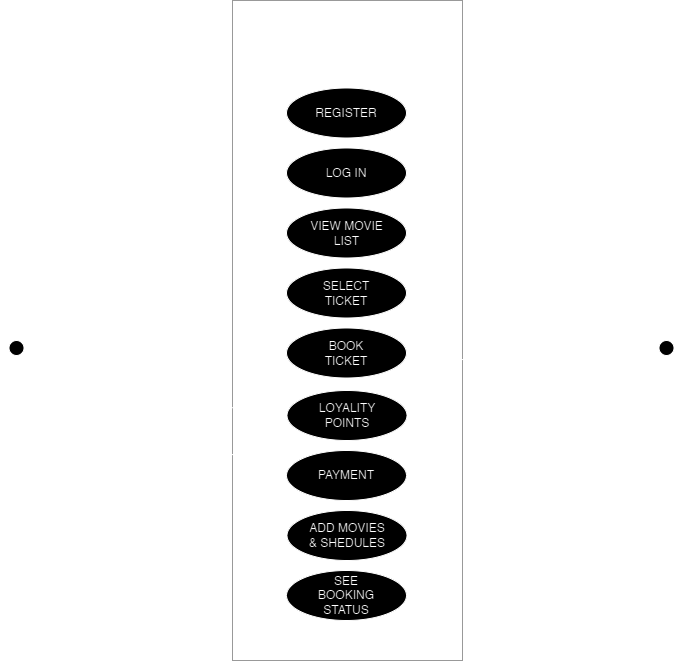 REGISTER
LOG IN
VIEW MOVIE
LIST
SELECT
TICKET
BOOK
TICKET
LOYALITY
POINTS
PAYMENT
ADD MOVIES
& SHEDULES
SEE
BOOKING
STATUS